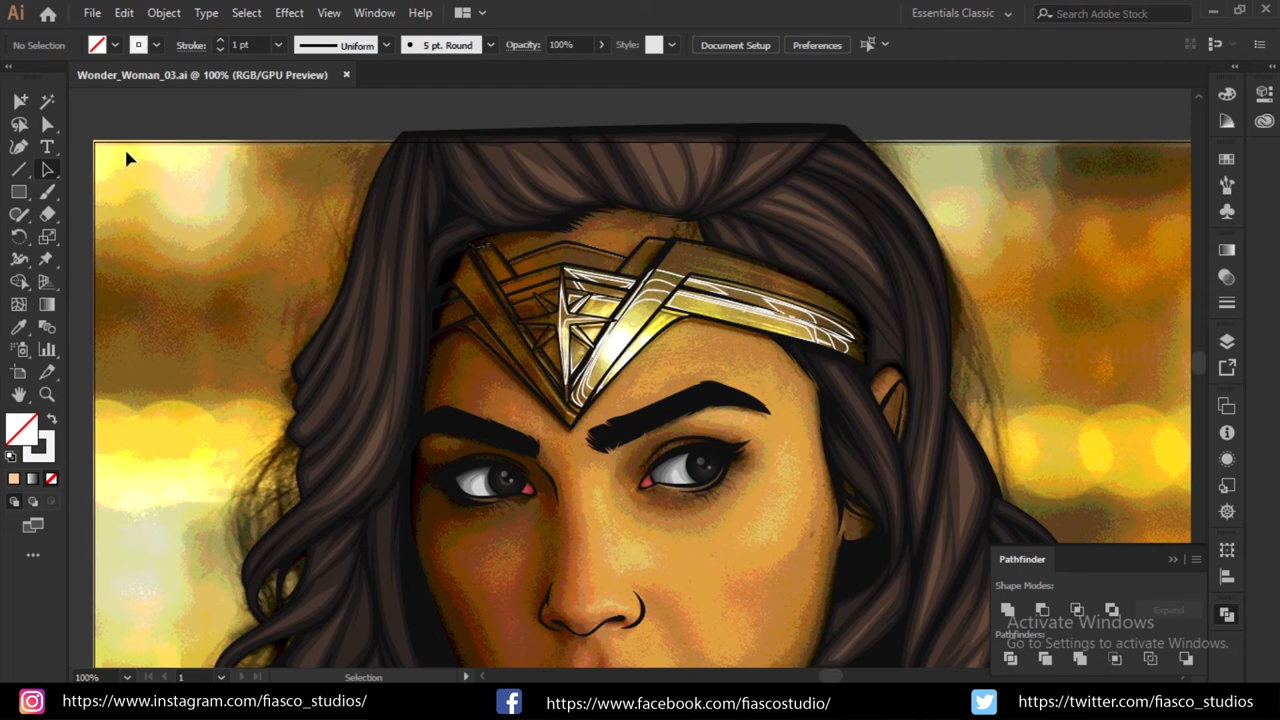 Ai File Edit Object Type Select Effect View Window Help Essentials Classic Search Adobe Stock
No Selection Stroke: 1 pt Uniform 5 pt. Round Opacity: 100% Style: Document Setup Preferences
Wonder_Woman_03.ai @ 100% (RGB/GPU Preview)
Pathfinder
Shape Modes:
Expand
Activate Windows
Pathfinders:
Go to Settings to activate Windows.
100% 1 Selection
https://www.instagram.com/fiasco_studios/ https://www.facebook.com/fiascostudio/ https://twitter.com/fiasco_studios